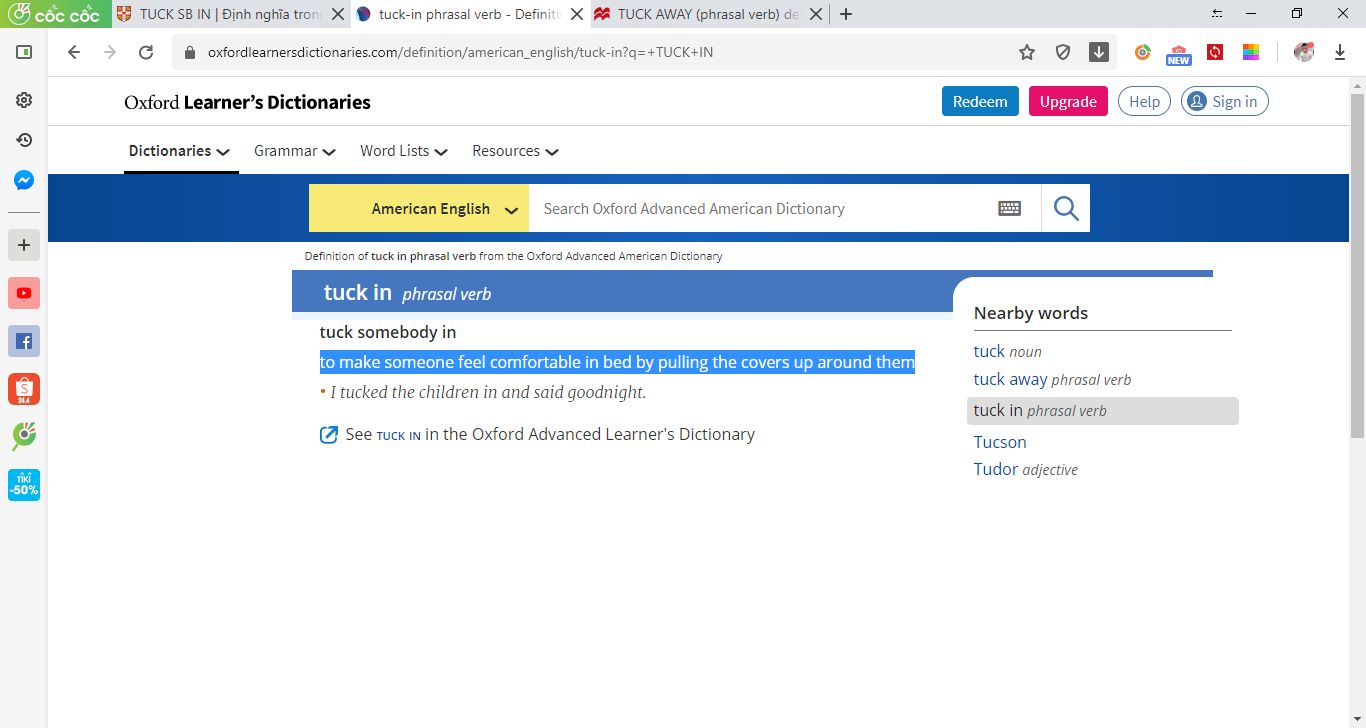 cốc cốc
TUCK SB IN | Định nghĩa tron
tuck-in phrasal verb - Definiti
TUCK AWAY (phrasal verb) de
oxfordlearnersdictionaries.com/definition/american_english/tuck-in?q=+TUCK+IN
NEW
Oxford Learner's Dictionaries
Redeem
Upgrade
Help
Sign in
Dictionaries
Grammar
Word Lists
Resources
American English
Search Oxford Advanced American Dictionary
Definition of tuck in phrasal verb from the Oxford Advanced American Dictionary
tuck in phrasal verb
tuck somebody in
to make someone feel comfortable in bed by pulling the covers up around them
• I tucked the children in and said goodnight.
See TUCK IN in the Oxford Advanced Learner's Dictionary
Nearby words
tuck noun
tuck away phrasal verb
tuck in phrasal verb
Tucson
Tudor adjective
S
24.4
TIKI
-50%